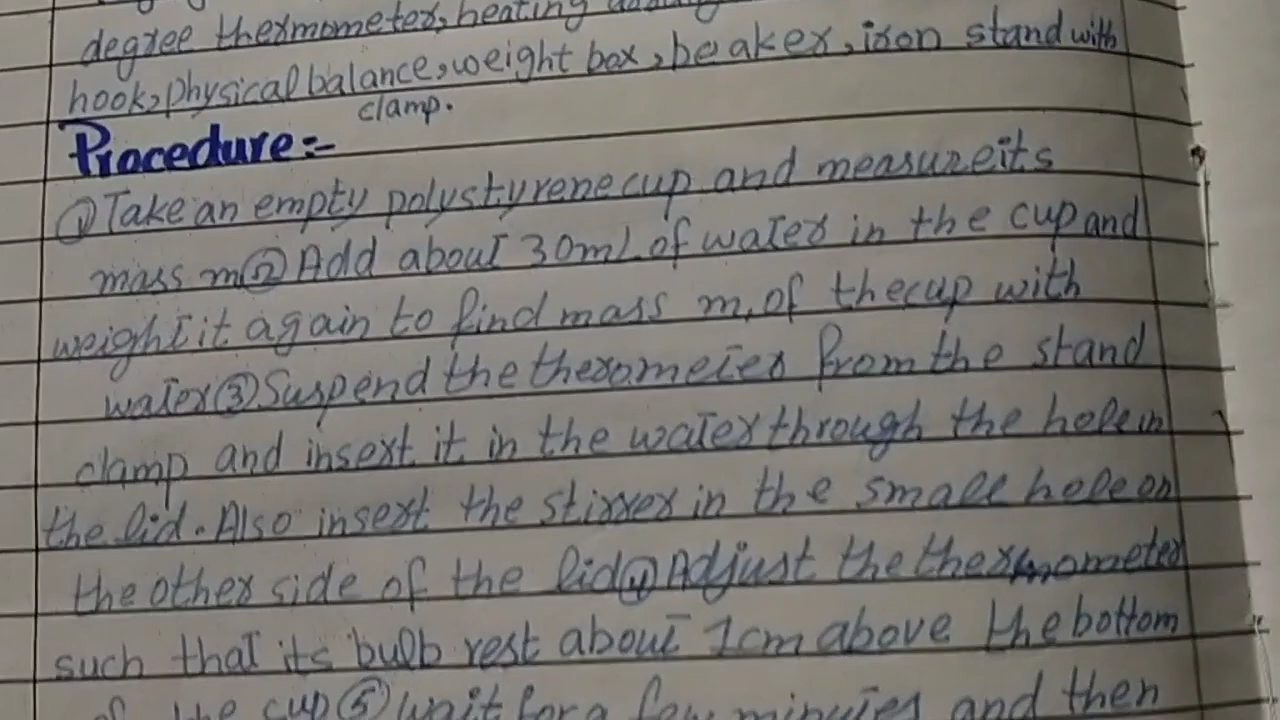 degree thermometer, heating
hook, physical balance, weight box, beaker, iron stand with
clamp.
Procedure:-
① Take an empty polystyrene cup and measure its
mass m ② Add about 30mL of water in the cup and
weight it again to find mass m, of the cup with
water ③ Suspend the therometer from the stand
clamp and insert it in the water through the hole in
the lid. Also insert the stirrer in the small hole on
the other side of the lid ④ Adjust the thermometer
such that its bulb rest about 1cm above the bottom
of the cup ⑤ wait for a few minutes and then